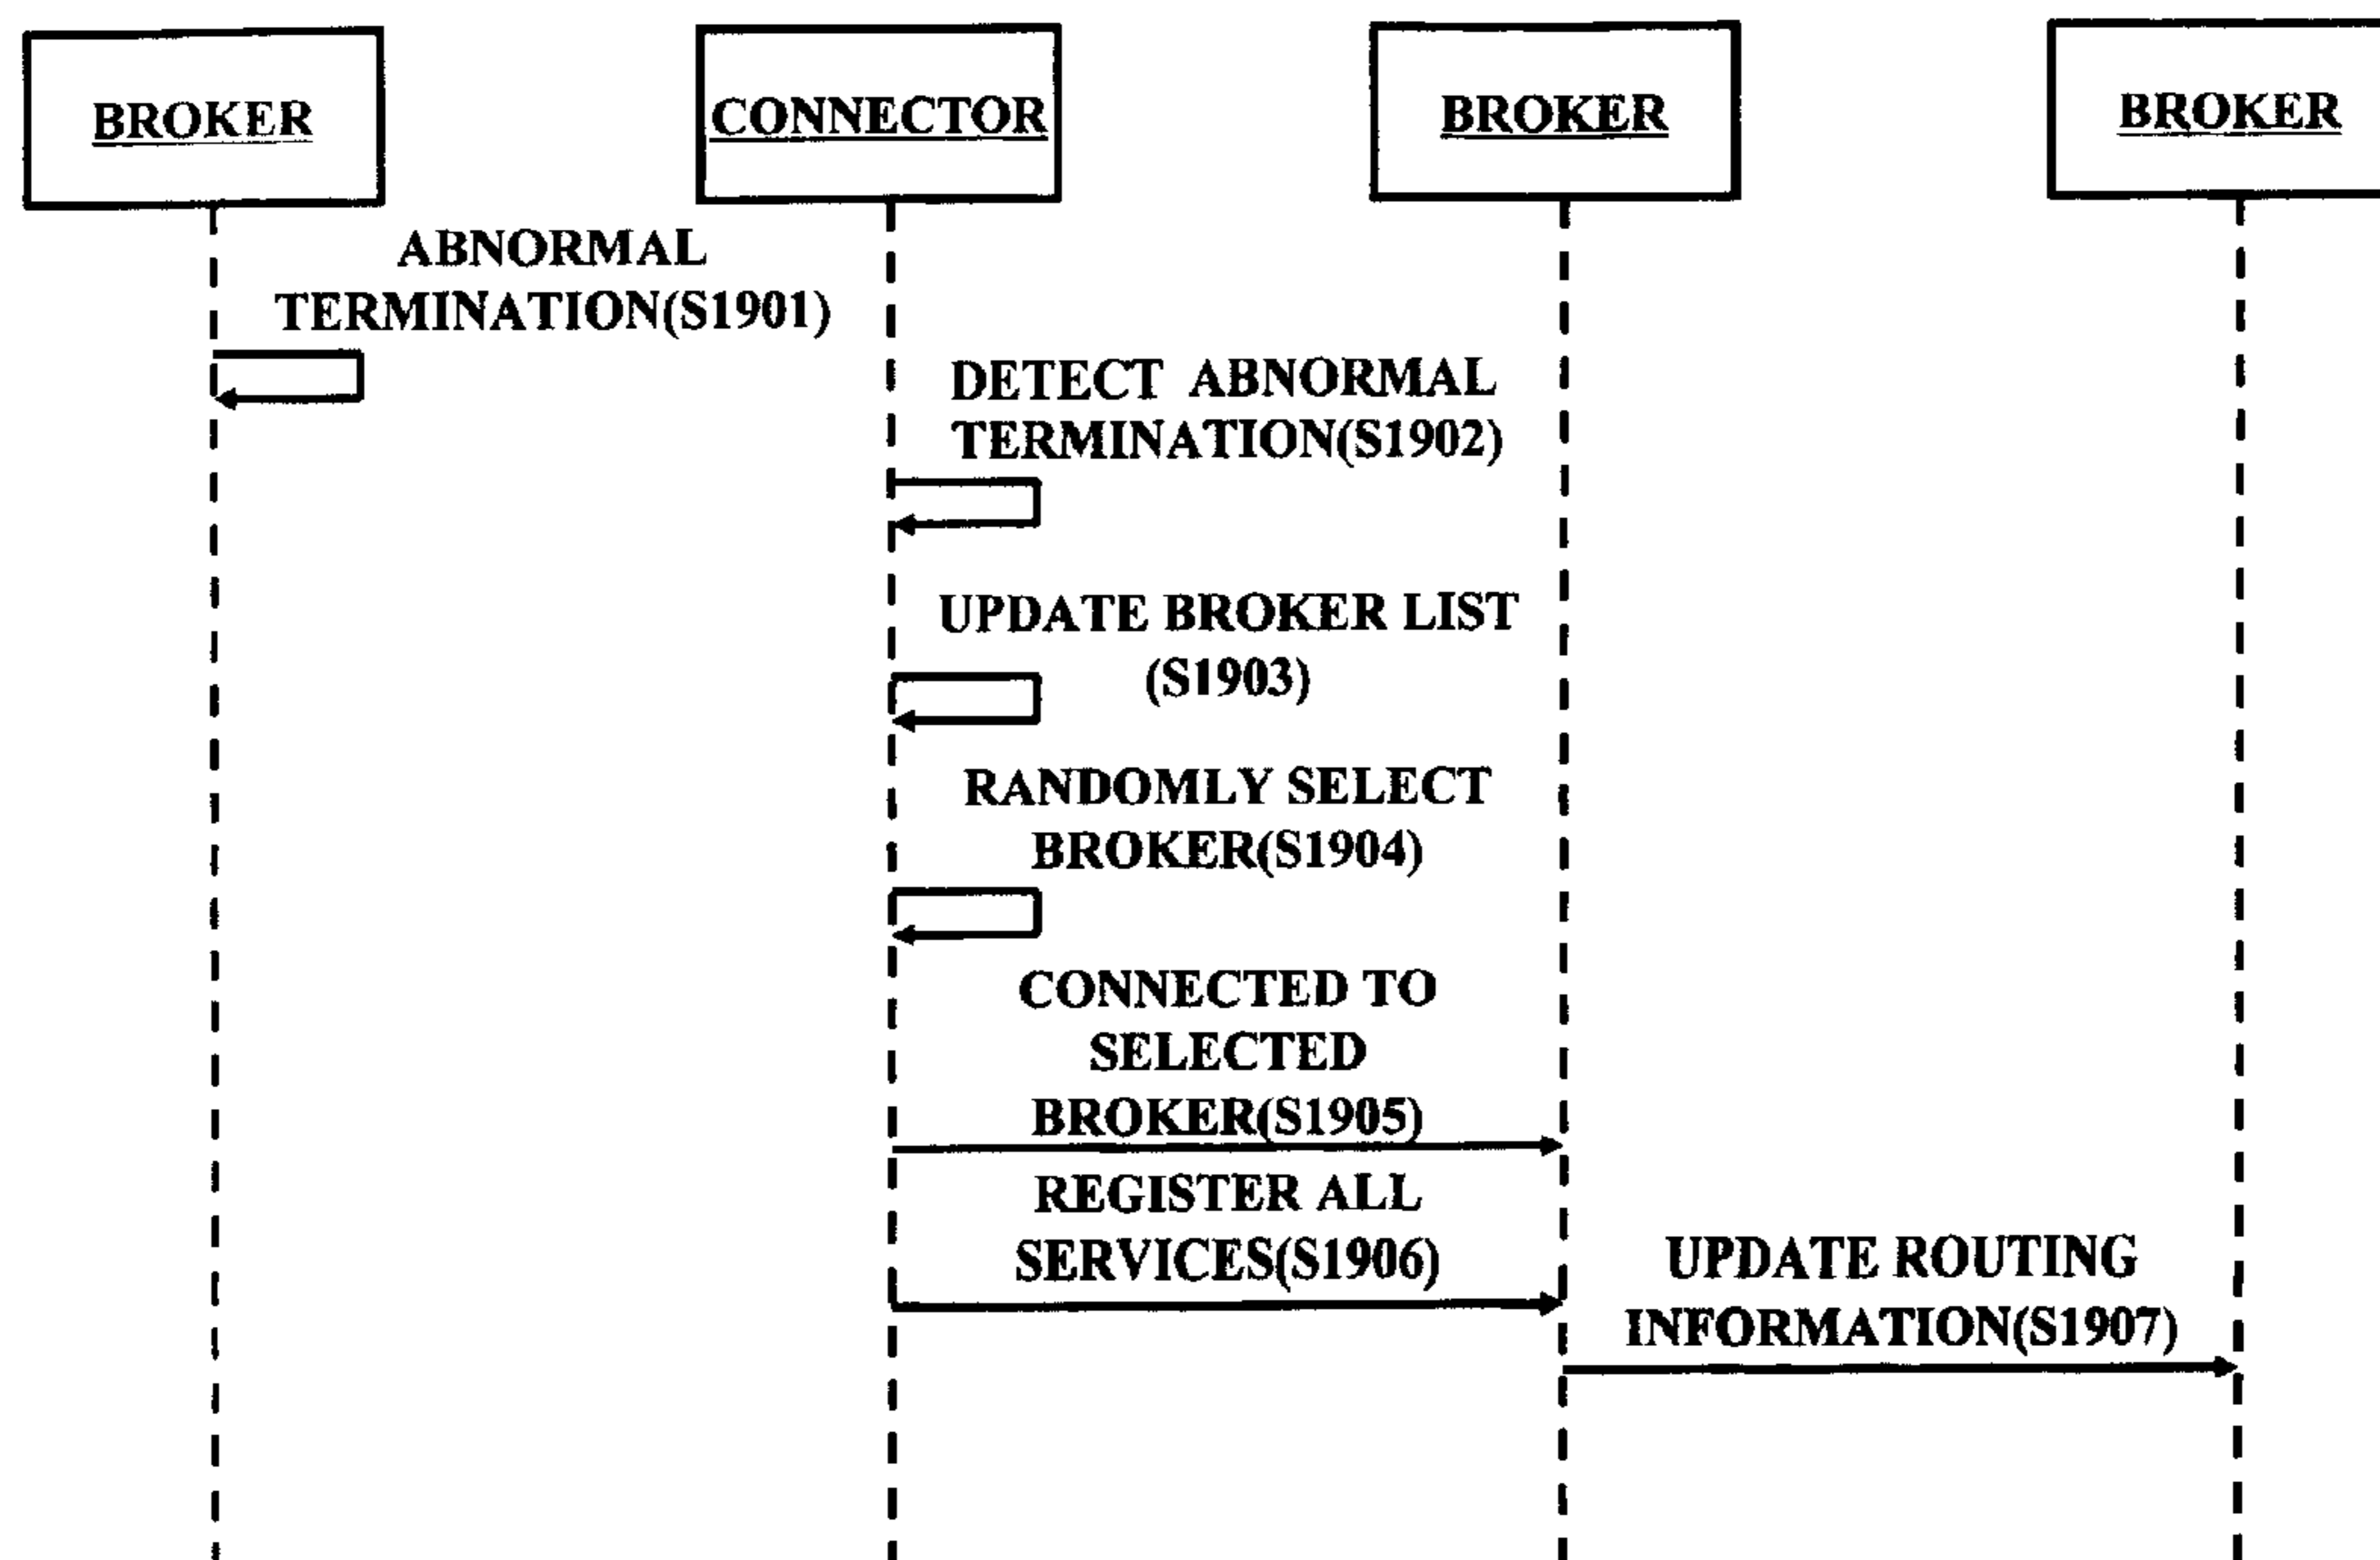 BROKER
CONNECTOR
BROKER
BROKER
ABNORMAL
TERMINATION(S1901)
DETECT ABNORMAL
TERMINATION(S1902)
UPDATE BROKER LIST
(S1903)
RANDOMLY SELECT
BROKER(S1904)
CONNECTED TO
SELECTED
BROKER(S1905)
REGISTER ALL
SERVICES(S1906)
UPDATE ROUTING
INFORMATION(S1907)